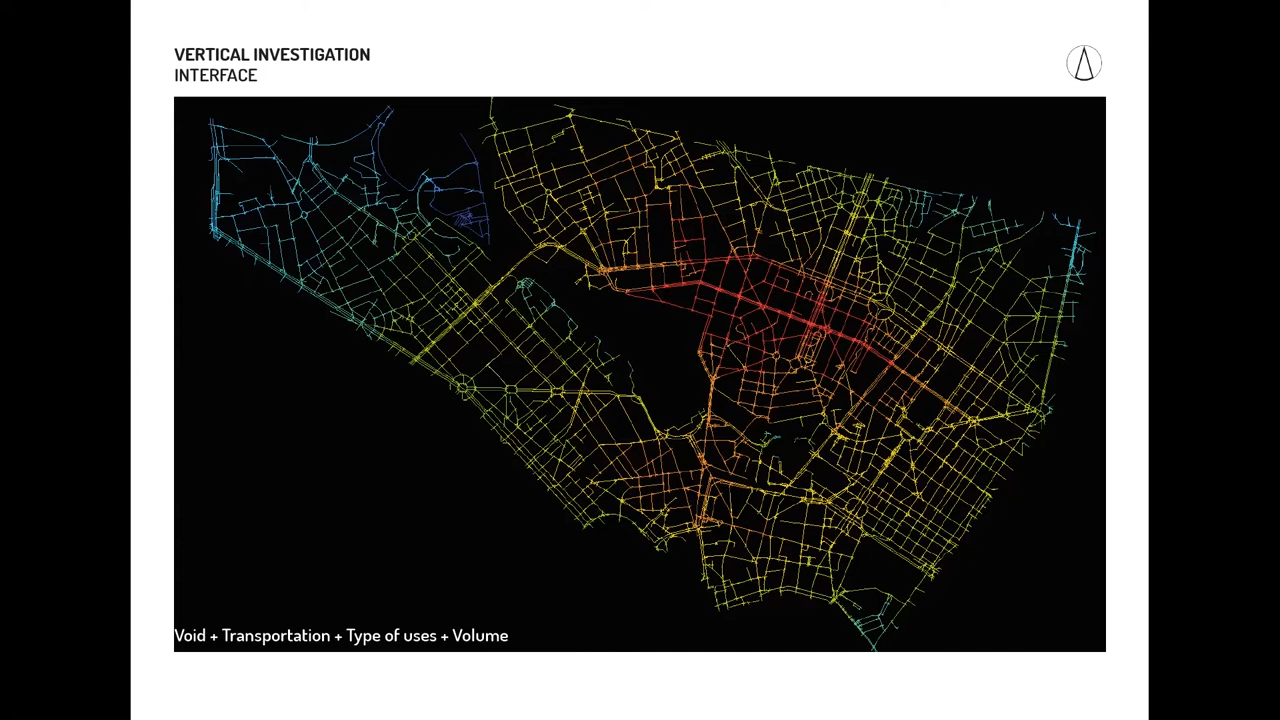 VERTICAL INVESTIGATION
INTERFACE
Void + Transportation + Type of uses + Volume